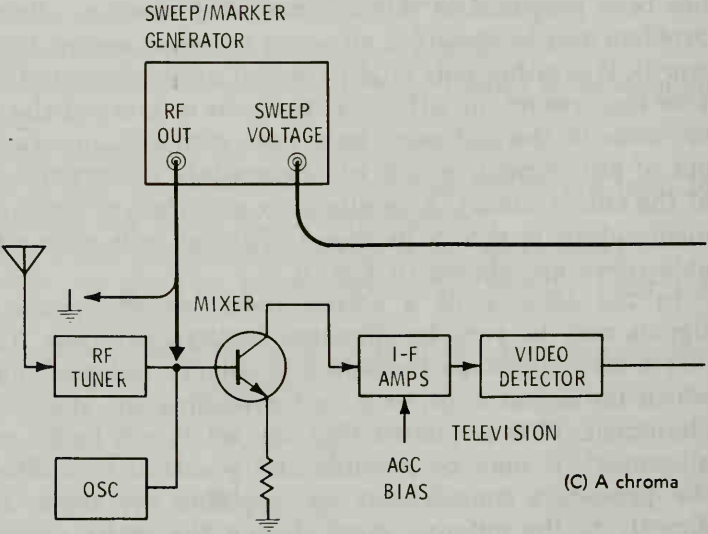 SWEEP/MARKER
GENERATOR
RF
OUT
SWEEP
VOLTAGE
MIXER
RF
TUNER
I-F
AMPS
VIDEO
DETECTOR
TELEVISION
OSC
AGC
BIAS
(C) A chroma